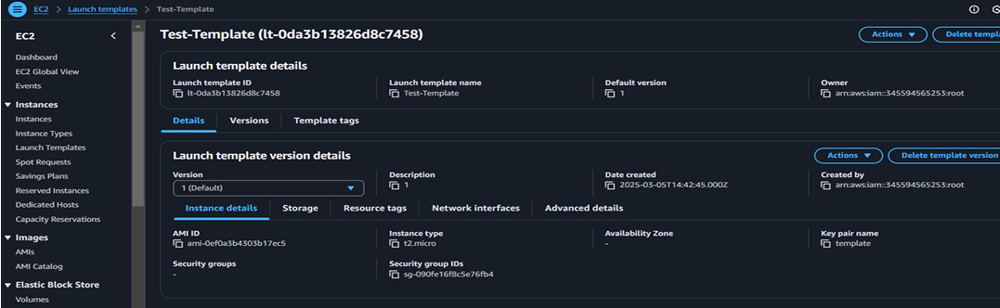 EC2 > Launch templates > Test-Template
EC2
Dashboard
EC2 Global View
Events
Instances
Instances
Instance Types
Launch Templates
Spot Requests
Savings Plans
Reserved Instances
Dedicated Hosts
Capacity Reservations
Images
AMIs
AMI Catalog
Elastic Block Store
Volumes
Test-Template (lt-0da3b13826d8c7458)
Actions
Delete templa
Launch template details
Launch template ID
lt-0da3b13826d8c7458
Launch template name
Test-Template
Default version
1
Owner
arn:aws:iam::345594565253:root
Details Versions Template tags
Launch template version details
Actions
Delete template version
Version
1 (Default)
Description
1
Date created
2025-03-05T14:42:45.000Z
Created by
arn:aws:iam::345594565253:root
Instance details Storage Resource tags Network interfaces Advanced details
AMI ID
ami-0ef0a3b4303b17ec5
Instance type
t2.micro
Availability Zone
-
Key pair name
template
Security groups
-
Security group IDs
sg-090fe16f8c5e76fb4